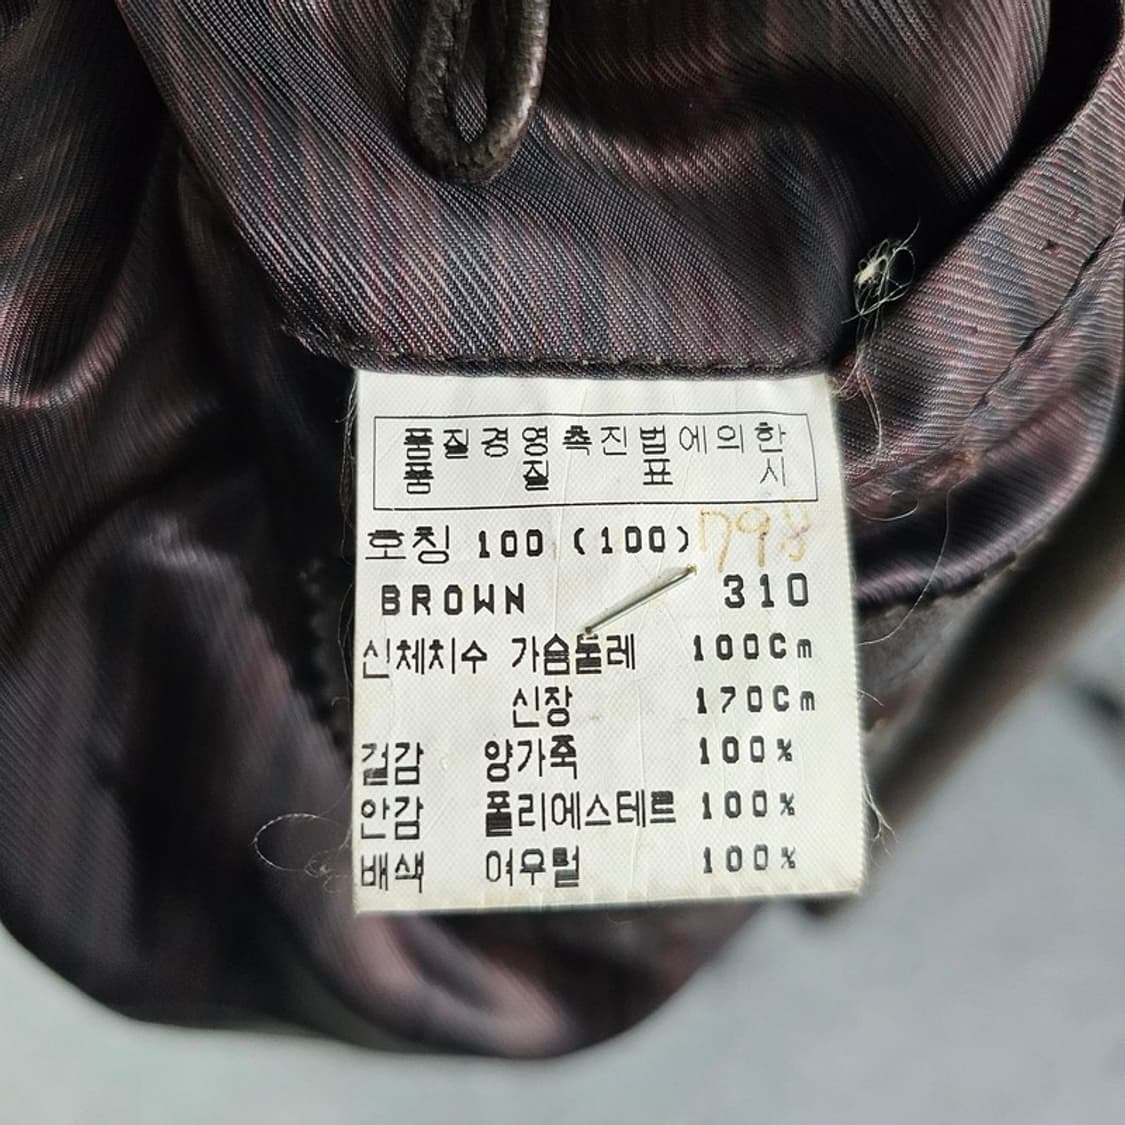 품질경영촉진법에의한
품 질 표 시
호칭 100 (100) 798
BROWN 310
신체치수 가슴둘레 100Cm
신장 170Cm
겉감 양가죽 100%
안감 폴리에스테르 100%
배색 여우털 100%